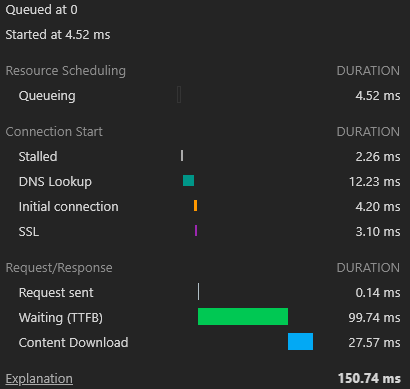 Queued at 0
Started at 4.52 ms
Resource Scheduling DURATION
Queueing 4.52 ms
Connection Start DURATION
Stalled 2.26 ms
DNS Lookup 12.23 ms
Initial connection 4.20 ms
SSL 3.10 ms
Request/Response DURATION
Request sent 0.14 ms
Waiting (TTFB) 99.74 ms
Content Download 27.57 ms
Explanation 150.74 ms